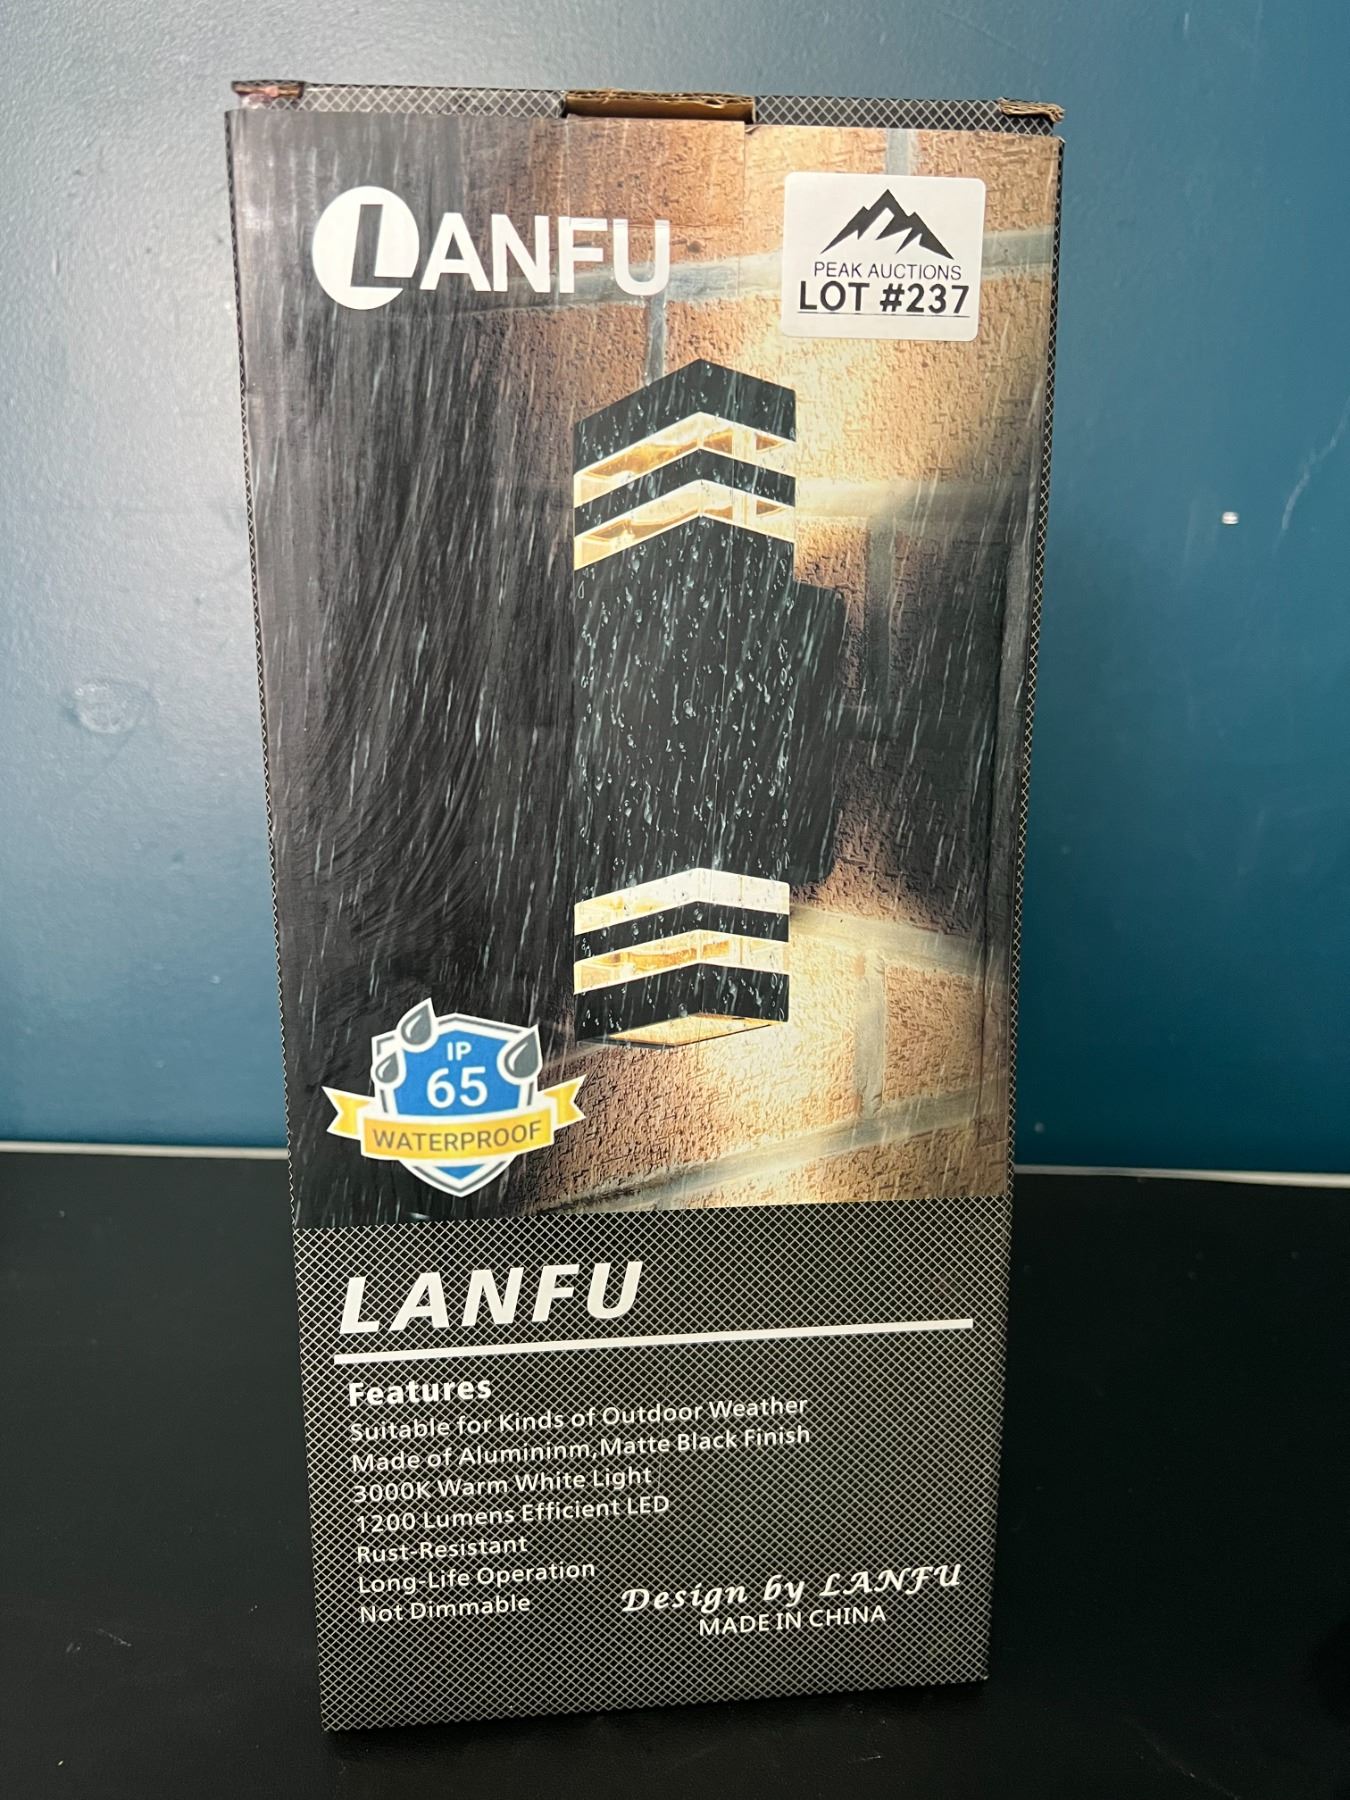 LANFU
PEAK AUCTIONS
LOT #237
IP
65
WATERPROOF
LANFU
Features
Suitable for Kinds of Outdoor Weather
Made of Alumininm,Matte Black Finish
3000K Warm White Light
1200 Lumens Efficient LED
Rust-Resistant
Long-Life Operation
Not Dimmable
Design by LANFU
MADE IN CHINA